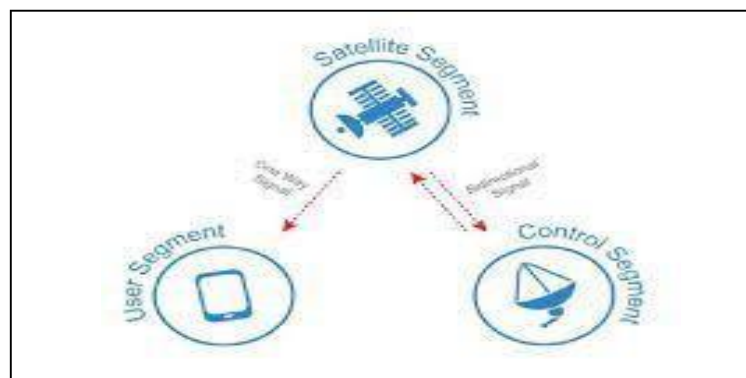 Satellite Segment
One Way
Signal
Bidirectional
Signal
User Segment
Control Segment